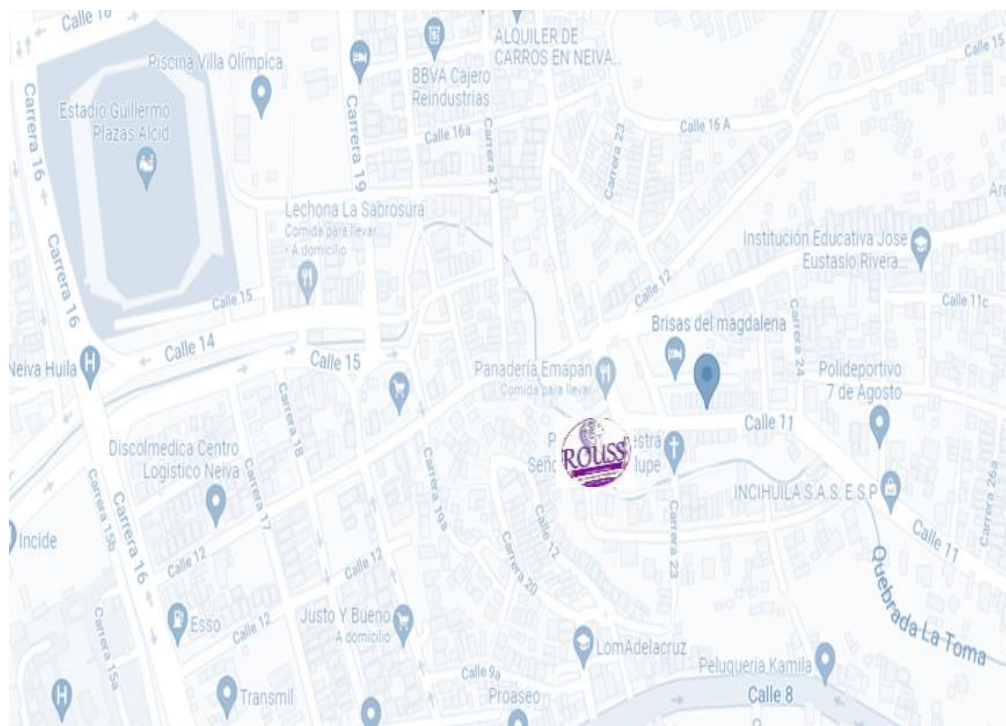 Calle 16
ALQUILER DE
CARROS EN NEIVA...
Calle 15
Piscina Villa Olímpica
BBVA Cajero
Reindustrias
Carrera 16
Estadio Guillermo
Plazas Alcid
Calle 16a
Carrera 23
Calle 16 A
Carrera 19
Carrera 21
Lechona La Sabrosura
Comida para llevar
• A domicilio
Institución Educativa Jose
Eustasio Rivera...
Carrera 16
Calle 15
Calle 12
Calle 11c
Brisas del magdalena
Calle 14
Calle 15
Neiva Huila
Panadería Emapan
Comida para llevar
Carrera 24
Polideportivo
7 de Agosto
Calle 11
ROUSS
Discolmedica Centro
Logístico Neiva
Carrera 18
Carrera 19a
INCIHUILA S.A.S. E.S.P
Carrera 26a
Incide
Carrera 15b
Carrera 16
Carrera 17
Calle 12
Calle 12
Calle 12
Carrera 20
Carrera 23
Calle 11
Quebrada La Toma
Esso
Calle 12
Justo Y Bueno
A domicilio
LomAdelacruz
Carrera 15a
Peluqueria Kamila
Calle 9a
Transmil
Proaseo
Calle 8